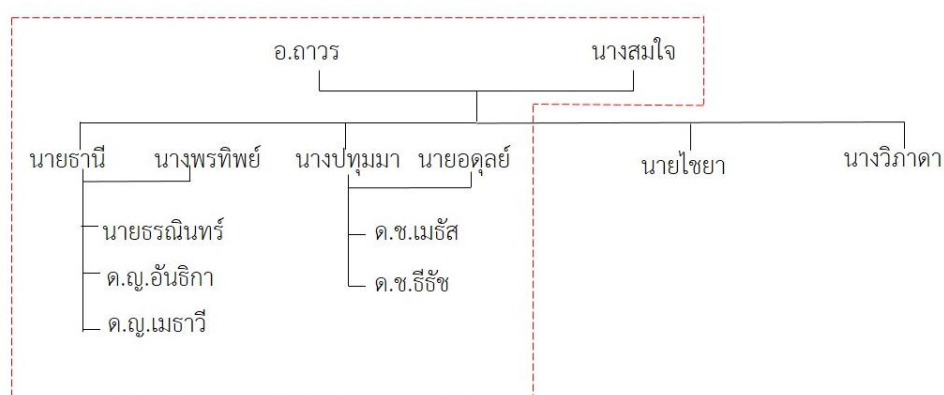 อ.ถาวร นางสมใจ
นายธานี นางพรทิพย์ นางปทุมมา นายอดุลย์ นายไชยา นางวิภาดา
นายธรณินทร์
ด.ญ.อันธิกา
ด.ญ.เมธาวี
ด.ช.เมธัส
ด.ช.ธีธัช